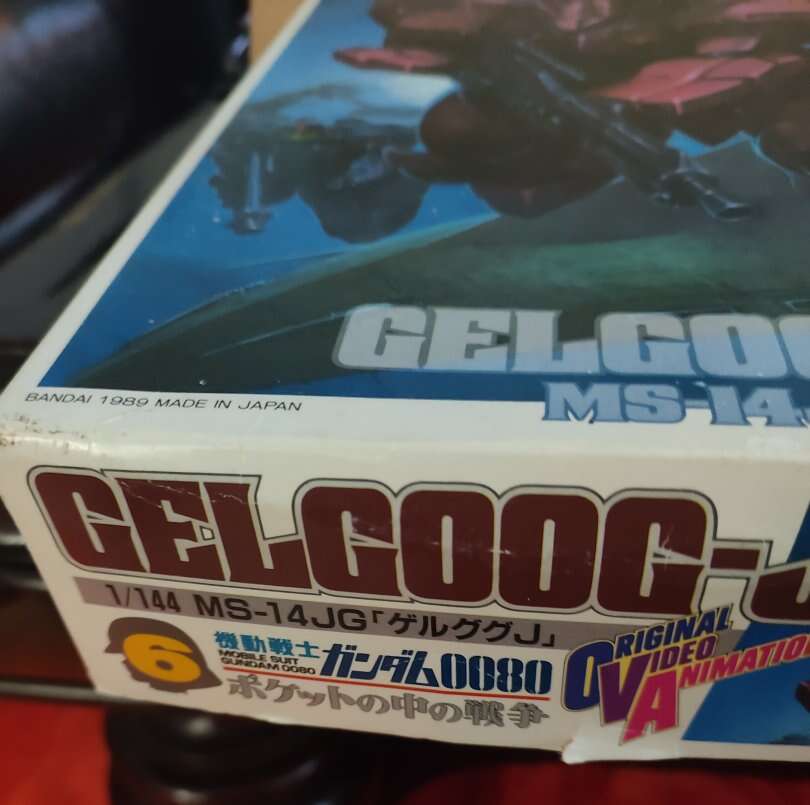 GELGOO
MS-14
BANDAI 1989 MADE IN JAPAN
GELGOOG-J
1/144 MS-14JG「ゲルググJ」
6
機動戦士
MOBILE SUIT
GUNDAM 0080
ガンダム0080
ポケットの中の戦争
ORIGINAL
VIDEO
ANIMATIO